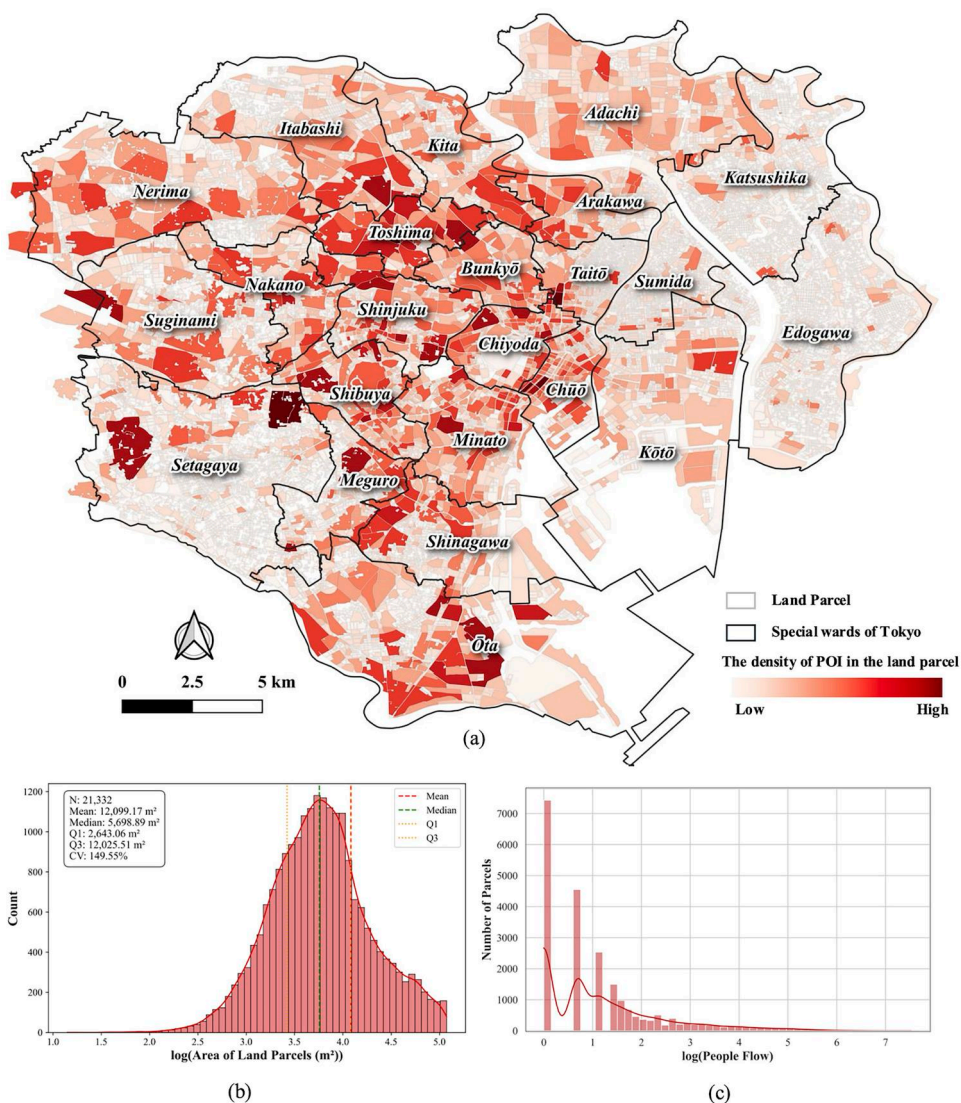 Adachi
Itabashi
Kita
Katsushika
Nerima
Arakawa
Toshima
Bunkyō
Taitō
Sumida
Nakano
Shinjuku
Suginami
Chiyoda
Edogawa
Shibuya
Chūō
Minato
Kōtō
Setagaya
Meguro
Shinagawa
Ōta
Land Parcel
Special wards of Tokyo
The density of POI in the land parcel
Low High
0 2.5 5 km
(a)
N: 21,332
Mean: 12,099.17 m²
Median: 5,698.89 m²
Q1: 2,643.06 m²
Q3: 12,025.51 m²
CV: 149.55%
Mean
Median
Q1
Q3
Count
1200
1000
800
600
400
200
0
1.0 1.5 2.0 2.5 3.0 3.5 4.0 4.5 5.0
log(Area of Land Parcels (m²))
(b)
Number of Parcels
7000
6000
5000
4000
3000
2000
1000
0
0 1 2 3 4 5 6 7
log(People Flow)
(c)